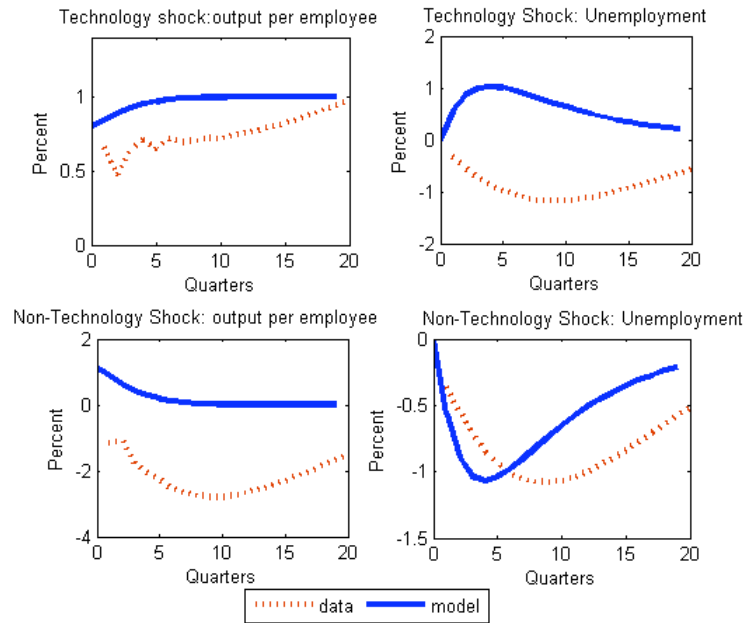 Technology shock:output per employee
Percent
1
0.5
0
0 5 10 15 20
Quarters
Technology Shock: Unemployment
Percent
2
1
0
-1
-2
0 5 10 15 20
Quarters
Non-Technology Shock: output per employee
Percent
2
0
-2
-4
0 5 10 15 20
Quarters
Non-Technology Shock: Unemployment
Percent
0
-0.5
-1
-1.5
0 5 10 15 20
Quarters
data model